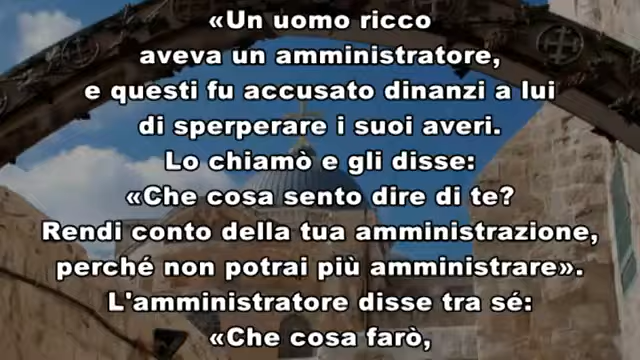 «Un uomo ricco
aveva un amministratore,
e questi fu accusato dinanzi a lui
di sperperare i suoi averi.
Lo chiamò e gli disse:
«Che cosa sento dire di te?
Rendi conto della tua amministrazione,
perché non potrai più amministrare».
L'amministratore disse tra sé:
«Che cosa farò,